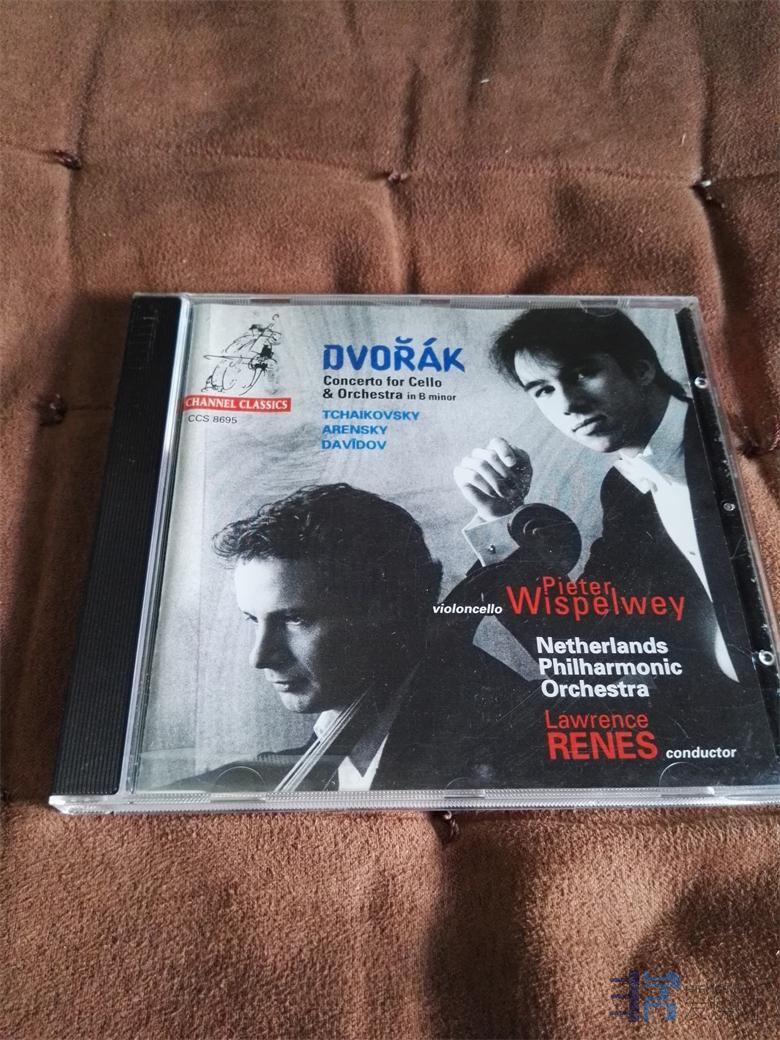 DVOŘÁK
Concerto for Cello
& Orchestra in B minor
TCHAIKOVSKY
ARENSKY
DAVIDOV
CHANNEL CLASSICS
CCS 8695
Pieter
violoncello Wispelwey
Netherlands
Philharmonic
Orchestra
Lawrence
RENES conductor